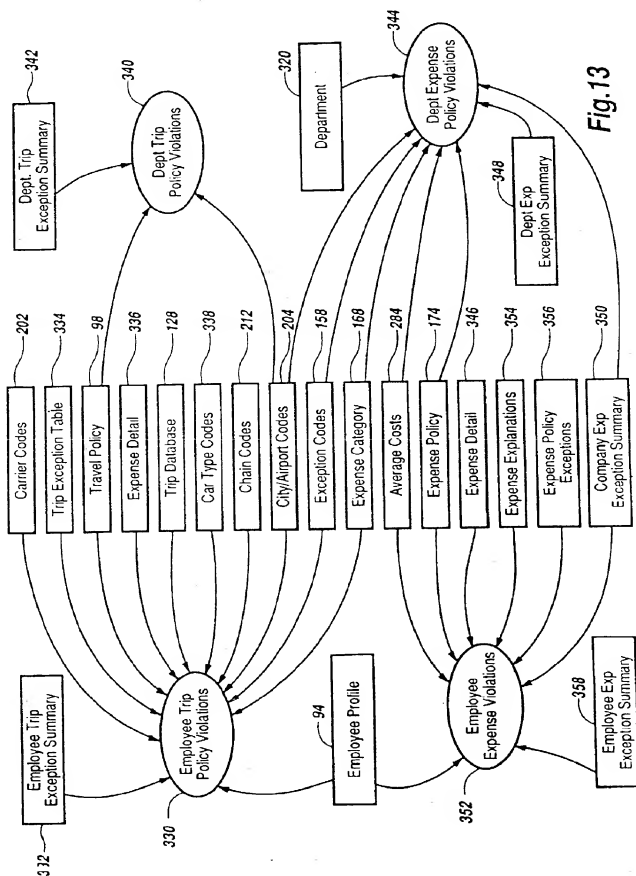 332
Employee Trip
Exception Summary
Employee Trip
Policy Violations
330
94
Employee Profile
Employee
Expense Violations
352
Employee Exp
Exception Summary
358
Carrier Codes
202
Trip Exception Table
334
Travel Policy
98
Expense Detail
336
Trip Database
128
Car Type Codes
338
Chain Codes
212
City/Airport Codes
204
Exception Codes
158
Expense Category
168
Average Costs
284
Expense Policy
174
Expense Detail
346
Expense Explanations
354
Expense Policy
Exceptions
356
Company Exp
Exception Summary
350
Dept. Trip
Exception Summary
342
Dept Trip
Policy Violations
340
Department
320
Dept Expense
Policy Violations
344
Dept Exp
Exception Summary
348
Fig.13